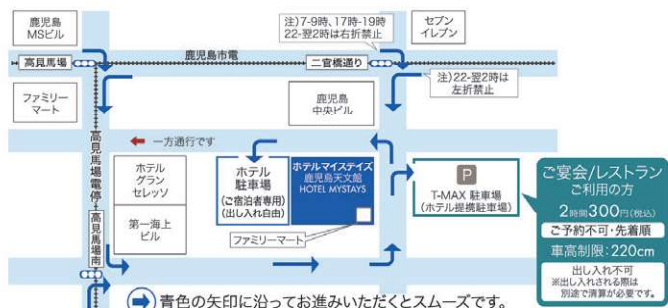 鹿児島
MSビル
注）7-9時、17時-19時
22-翌2時は右折禁止
セブン
イレブン
高見馬場
鹿児島市電
二官橋通り
注）22-翌2時は
左折禁止
ファミリー
マート
鹿児島
中央ビル
高見馬場電停
一方通行です
ホテル
グラン
セレッソ
ホテル
駐車場
（ご宿泊者専用）
（出し入れ自由）
ホテルマイステイズ
鹿児島天文館
HOTEL MYSTAYS
P
T-MAX 駐車場
（ホテル提携駐車場）
ご宴会/レストラン
ご利用の方
2時間300円(税込)
ご予約不可・先着順
車高制限：220cm
出し入れ不可
※出し入れされる際は
別途で清算が必要です。
第一海上
ビル
ファミリーマート
高見馬場南
青色の矢印に沿ってお進みいただくとスムーズです。